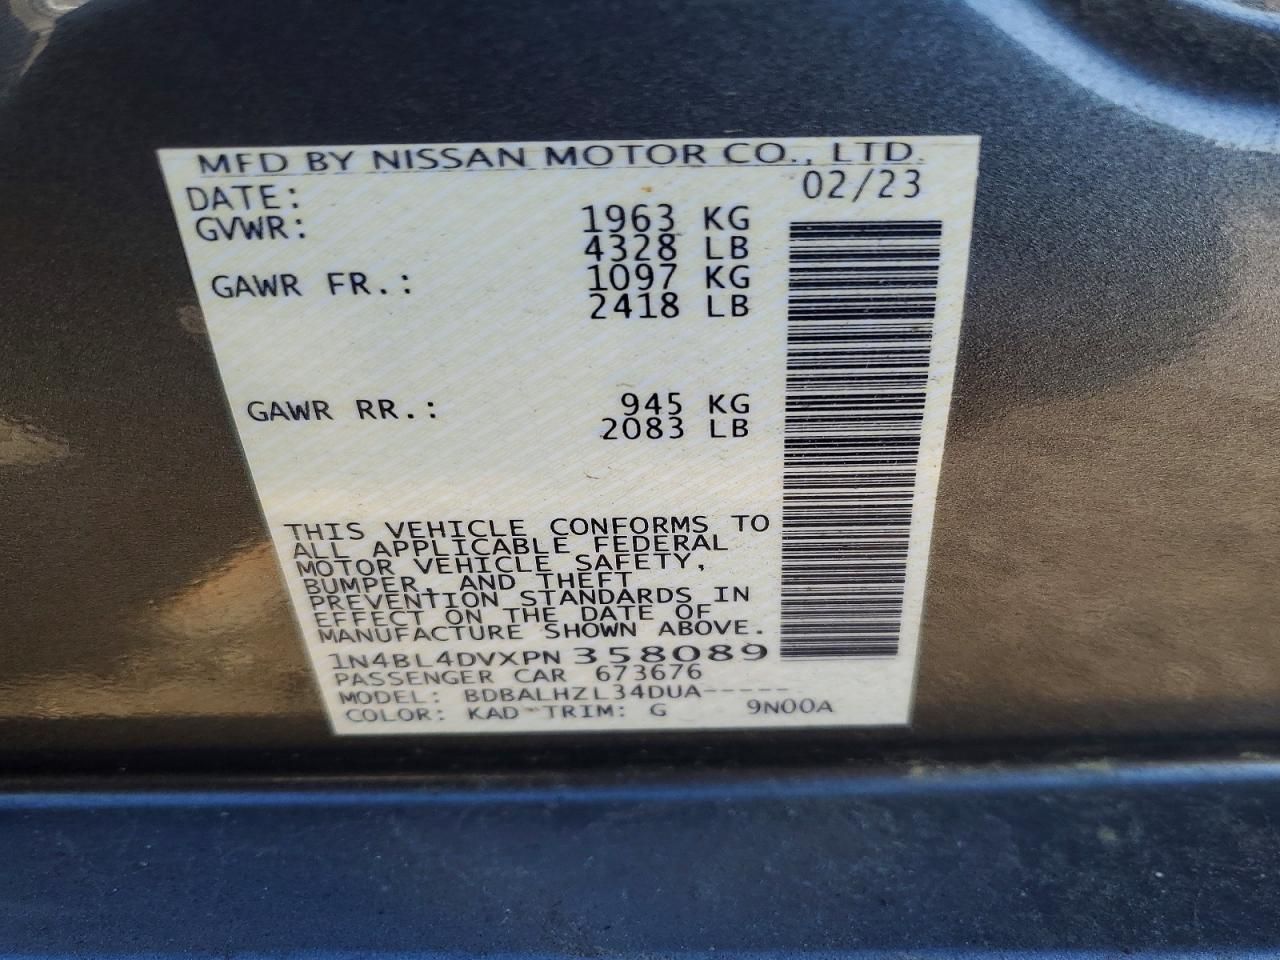 MFD BY NISSAN MOTOR CO., LTD.
DATE: 02/23
GVWR: 1963 KG
4328 LB
GAWR FR.: 1097 KG
2418 LB
GAWR RR.: 945 KG
2083 LB
THIS VEHICLE CONFORMS TO
ALL APPLICABLE FEDERAL
MOTOR VEHICLE SAFETY,
BUMPER, AND THEFT
PREVENTION STANDARDS IN
EFFECT ON THE DATE OF
MANUFACTURE SHOWN ABOVE.
1N4BL4DVXPN358089
PASSENGER CAR 673676
MODEL: BDBALHZL34DUA-----
COLOR: KAD TRIM: G 9N00A